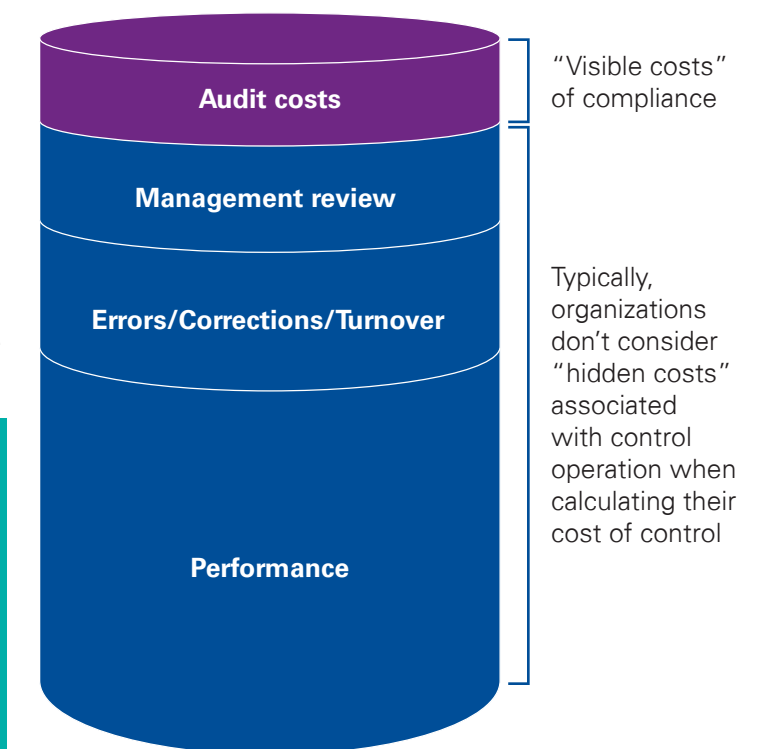 Audit costs
“Visible costs”
of compliance
Management review
Errors/Corrections/Turnover
Performance
Typically,
organizations
don’t consider
“hidden costs”
associated
with control
operation when
calculating their
cost of control